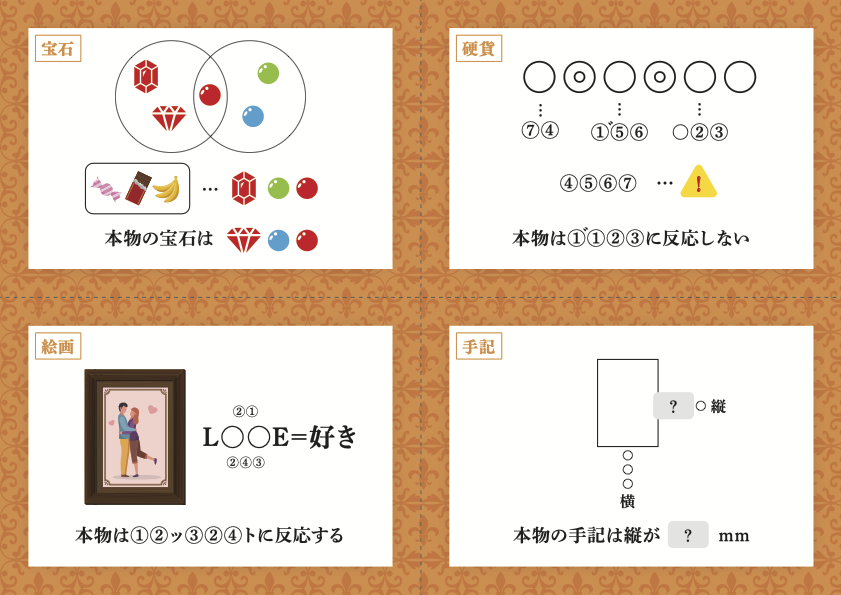 宝石
…
本物の宝石は
硬貨
⑦④
①゛⑤⑥
○②③
④⑤⑥⑦ … !
本物は①゛①②③に反応しない
絵画
②①
L○○E=好き
②④③
本物は①②ッ③②④トに反応する
手記
? ○ 縦
○
○
○
横
本物の手記は縦が ? mm